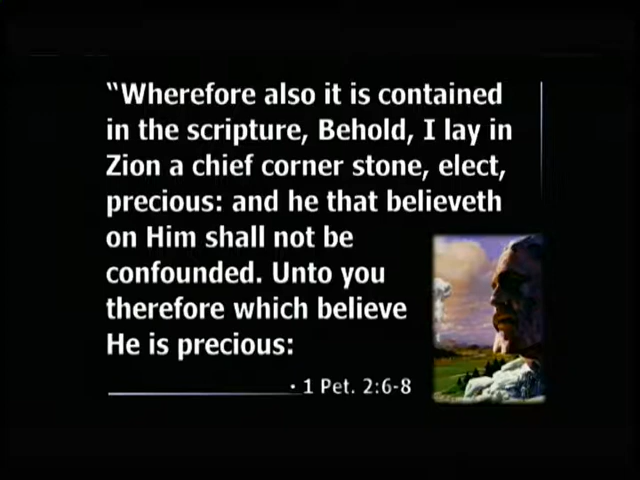 “Wherefore also it is contained
in the scripture, Behold, I lay in
Zion a chief corner stone, elect,
precious: and he that believeth
on Him shall not be
confounded. Unto you
therefore which believe
He is precious:
• 1 Pet. 2:6-8